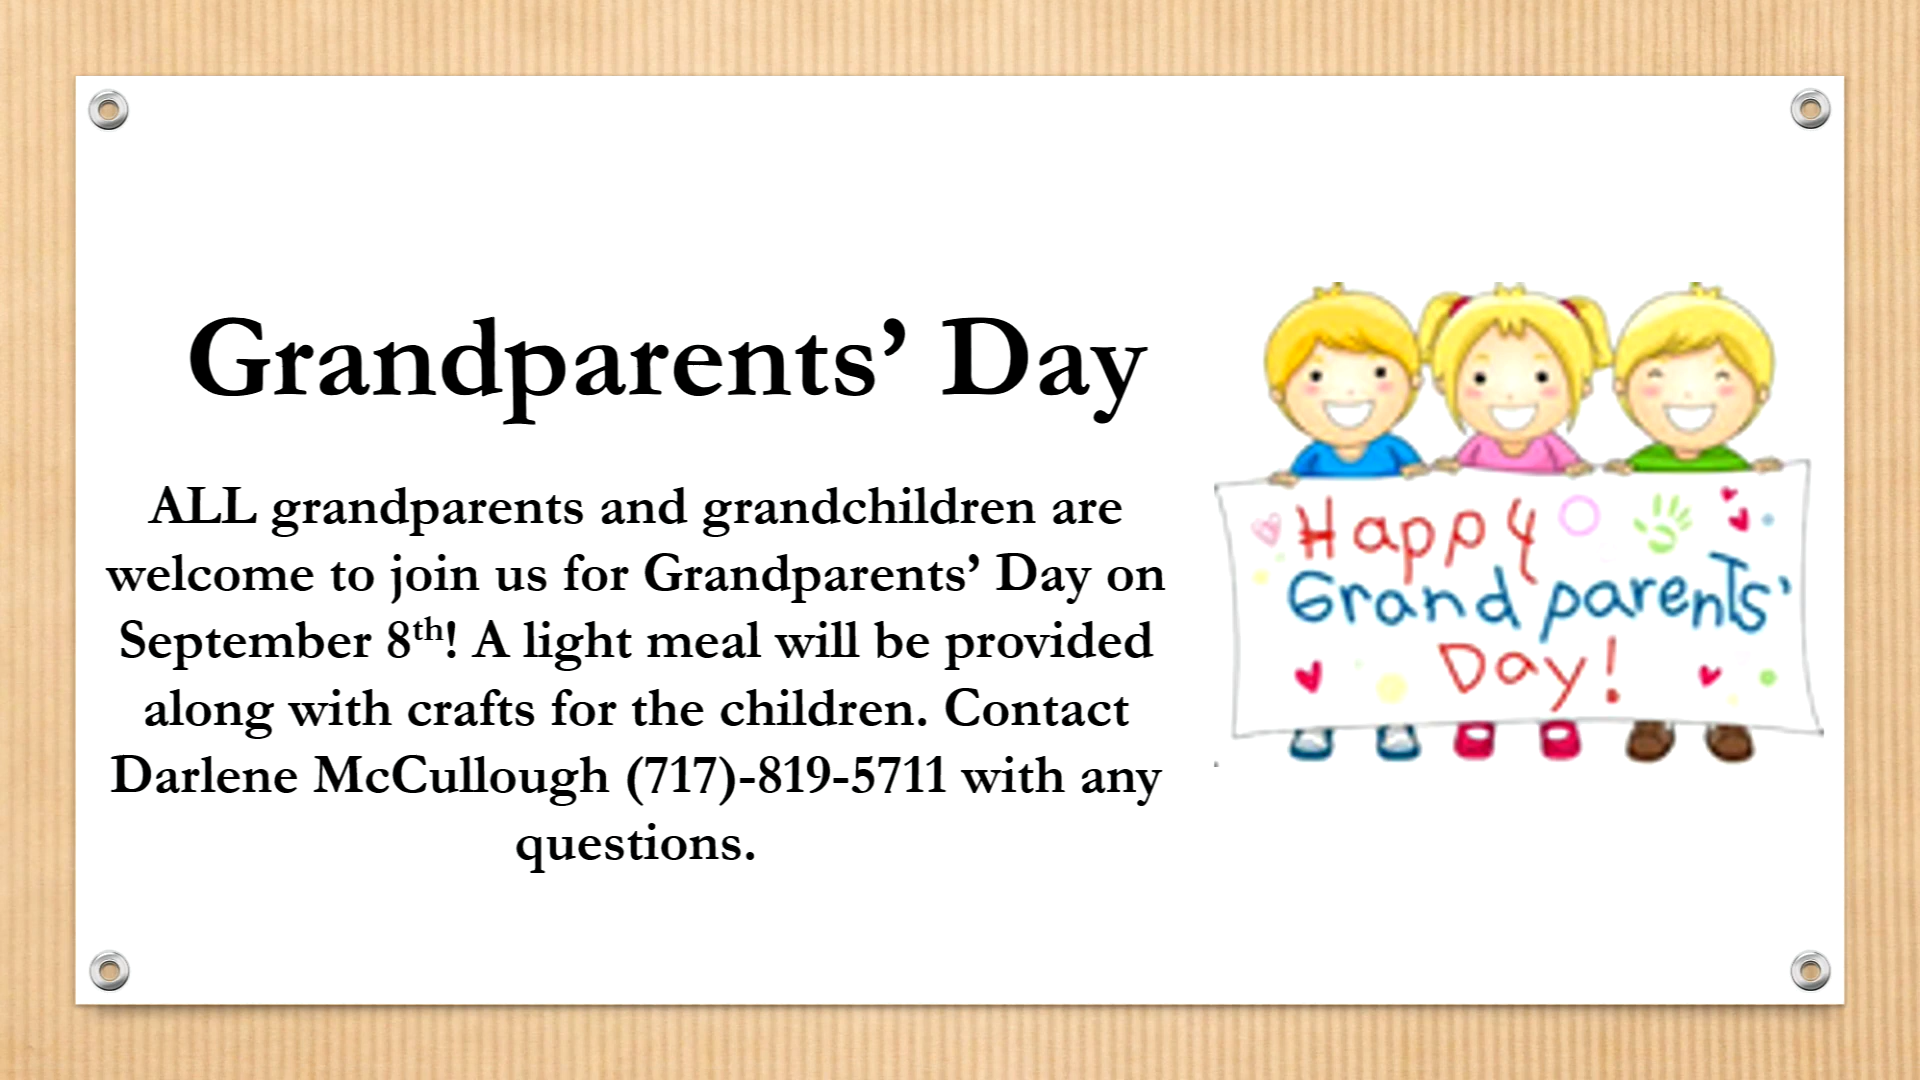 Grandparents’ Day
ALL grandparents and grandchildren are
welcome to join us for Grandparents’ Day on
September 8th! A light meal will be provided
along with crafts for the children. Contact
Darlene McCullough (717)-819-5711 with any
questions.
Happy
Grandparents'
Day!